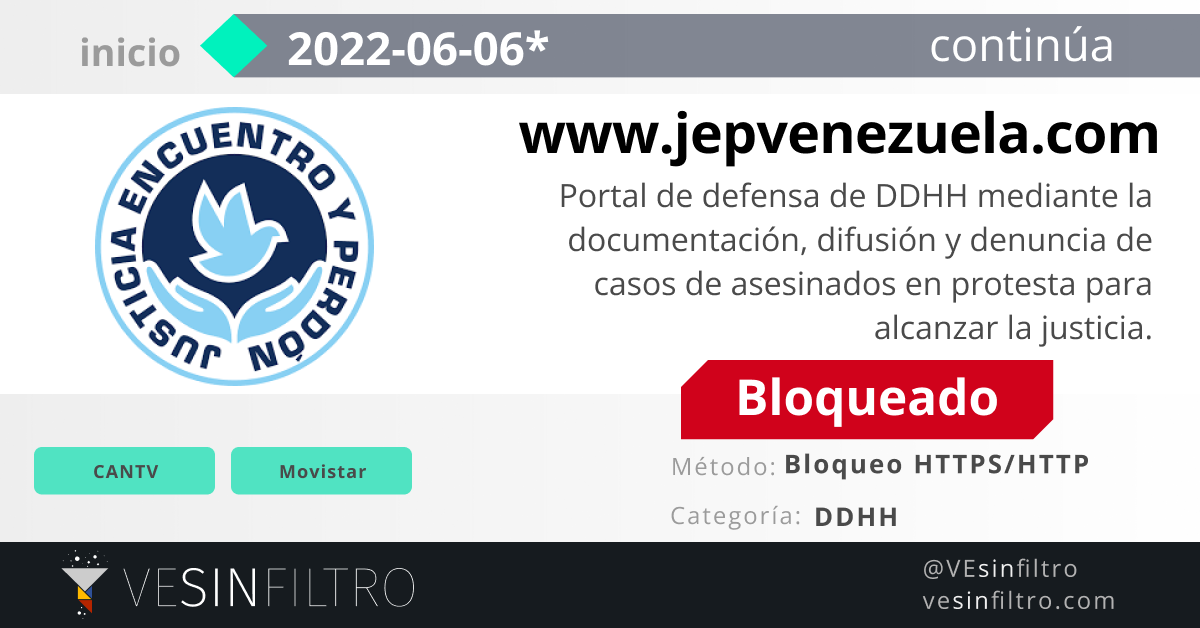 inicio 2022-06-06* continúa
JUSTICIA ENCUENTRO Y PERDÓN
www.jepvenezuela.com
Portal de defensa de DDHH mediante la
documentación, difusión y denuncia de
casos de asesinados en protesta para
alcanzar la justicia.
Bloqueado
Método: Bloqueo HTTPS/HTTP
Categoría: DDHH
CANTV Movistar
VESINFILTRO
@VEsinfiltro
vesinfiltro.com